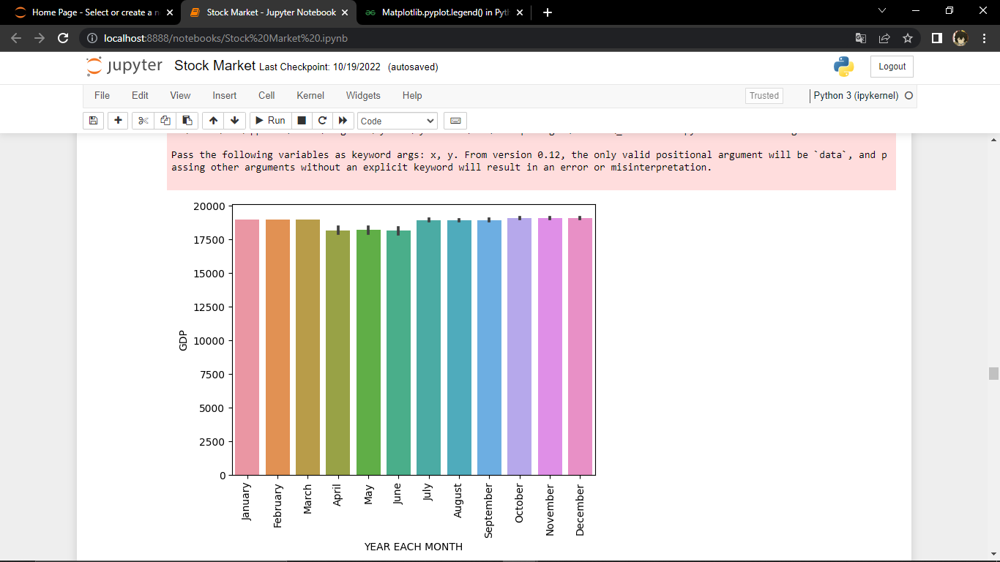 Home Page - Select or create a n
Stock Market - Jupyter Notebook
Matplotlib.pyplot.legend() in Pyth
localhost:8888/notebooks/Stock%20Market%20.ipynb
jupyter Stock Market Last Checkpoint: 10/19/2022 (autosaved)
Logout
File Edit View Insert Cell Kernel Widgets Help
Trusted
Python 3 (ipykernel)
Run
Code
Pass the following variables as keyword args: x, y. From version 0.12, the only valid positional argument will be `data`, and p
assing other arguments without an explicit keyword will result in an error or misinterpretation.
20000
17500
15000
12500
10000
7500
5000
2500
0
GDP
January
February
March
April
May
June
July
August
September
October
November
December
YEAR EACH MONTH